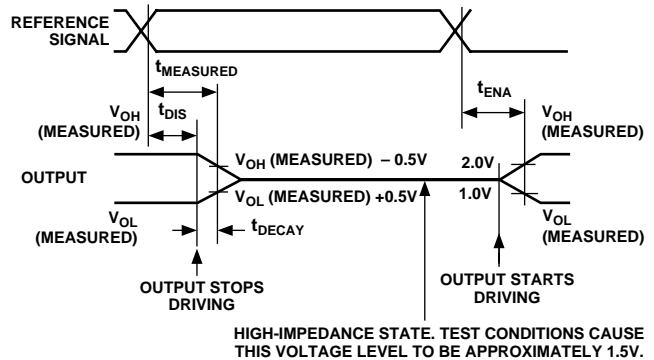 REFERENCE
SIGNAL
tMEASURED
tDIS
tENA
VOH
(MEASURED)
VOH
(MEASURED)
VOH (MEASURED) – 0.5V
2.0V
OUTPUT
VOL (MEASURED) +0.5V
1.0V
VOL
(MEASURED)
VOL
(MEASURED)
tDECAY
OUTPUT STOPS
DRIVING
OUTPUT STARTS
DRIVING
HIGH-IMPEDANCE STATE. TEST CONDITIONS CAUSE
THIS VOLTAGE LEVEL TO BE APPROXIMATELY 1.5V.